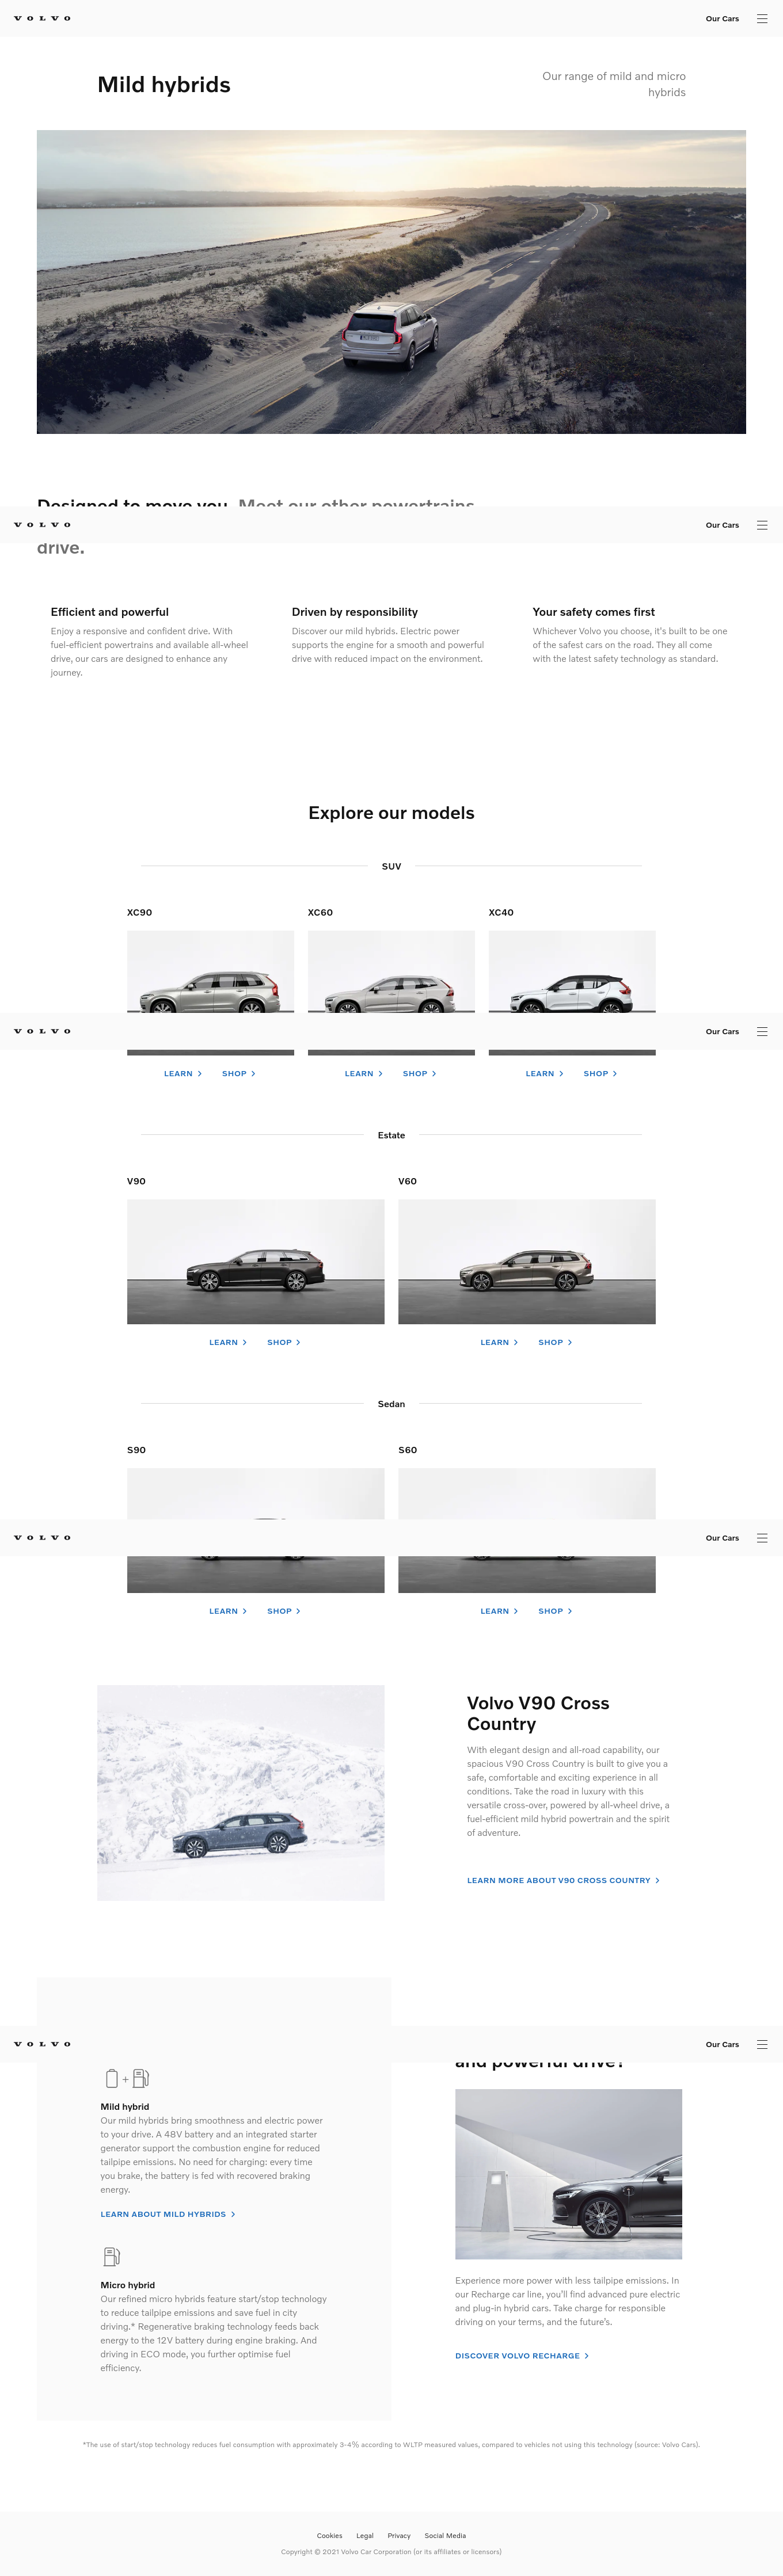 VOLVO
Our Cars
Mild hybrids
Our range of mild and micro
hybrids
Designed to move you. Meet our other powertrains
VOLVO
Our Cars
drive.
Efficient and powerful
Enjoy a responsive and confident drive. With
fuel-efficient powertrains and available all-wheel
drive, our cars are designed to enhance any
journey.
Driven by responsibility
Discover our mild hybrids. Electric power
supports the engine for a smooth and powerful
drive with reduced impact on the environment.
Your safety comes first
Whichever Volvo you choose, it's built to be one
of the safest cars on the road. They all come
with the latest safety technology as standard.
Explore our models
SUV
XC90
XC60
XC40
VOLVO
Our Cars
LEARN
SHOP
LEARN
SHOP
LEARN
SHOP
Estate
V90
V60
LEARN
SHOP
LEARN
SHOP
Sedan
S90
S60
VOLVO
Our Cars
LEARN
SHOP
LEARN
SHOP
Volvo V90 Cross
Country
With elegant design and all-road capability, our
spacious V90 Cross Country is built to give you a
safe, comfortable and exciting experience in all
conditions. Take the road in luxury with this
versatile cross-over, powered by all-wheel drive, a
fuel-efficient mild hybrid powertrain and the spirit
of adventure.
LEARN MORE ABOUT V90 CROSS COUNTRY
VOLVO
Our Cars
and powerful drive?
Mild hybrid
Our mild hybrids bring smoothness and electric power
to your drive. A 48V battery and an integrated starter
generator support the combustion engine for reduced
tailpipe emissions. No need for charging: every time
you brake, the battery is fed with recovered braking
energy.
LEARN ABOUT MILD HYBRIDS
Micro hybrid
Our refined micro hybrids feature start/stop technology
to reduce tailpipe emissions and save fuel in city
driving.* Regenerative braking technology feeds back
energy to the 12V battery during engine braking. And
driving in ECO mode, you further optimise fuel
efficiency.
Experience more power with less tailpipe emissions. In
our Recharge car line, you'll find advanced pure electric
and plug-in hybrid cars. Take charge for responsible
driving on your terms, and the future's.
DISCOVER VOLVO RECHARGE
*The use of start/stop technology reduces fuel consumption with approximately 3-4% according to WLTP measured values, compared to vehicles not using this technology (source: Volvo Cars).
Cookies
Legal
Privacy
Social Media
Copyright © 2021 Volvo Car Corporation (or its affiliates or licensors)